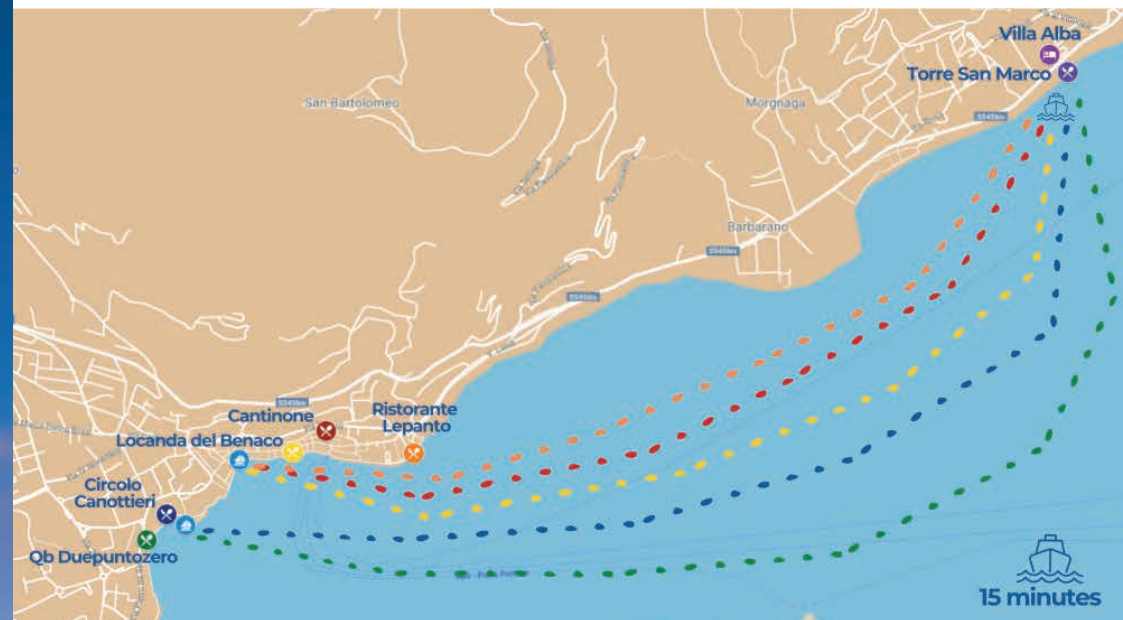 Villa Alba
Torre San Marco
San Bartolomeo
Morgnaga
SS45bis
Barbarano
SS45bis
SS45bis
SS45bis
Cantinone
Ristorante
Lepanto
Locanda del Benaco
Circolo
Canottieri
Qb Duepuntozero
15 minutes